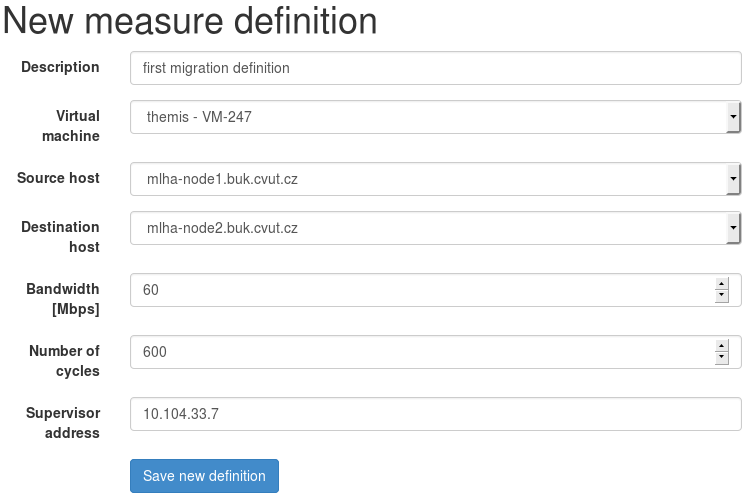 New measure definition
Description
first migration definition
Virtual
machine
themis - VM-247
Source host
mlha-node1.buk.cvut.cz
Destination
host
mlha-node2.buk.cvut.cz
Bandwidth
[Mbps]
60
Number of
cycles
600
Supervisor
address
10.104.33.7
Save new definition